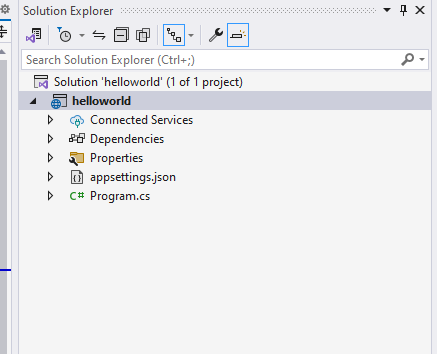 Solution Explorer
Search Solution Explorer (Ctrl+;)
Solution 'helloworld' (1 of 1 project)
helloworld
Connected Services
Dependencies
Properties
{} appsettings.json
C# Program.cs